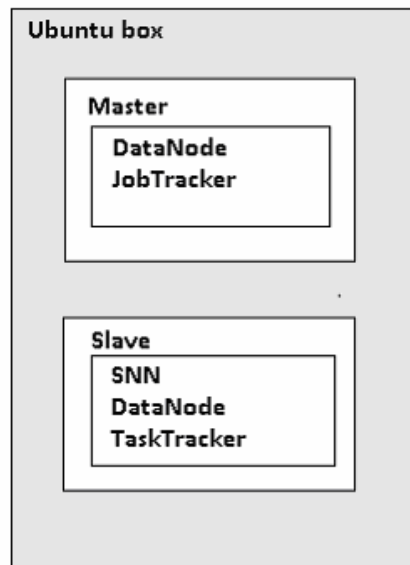 Ubuntu box
Master
DataNode
JobTracker
Slave
SNN
DataNode
TaskTracker